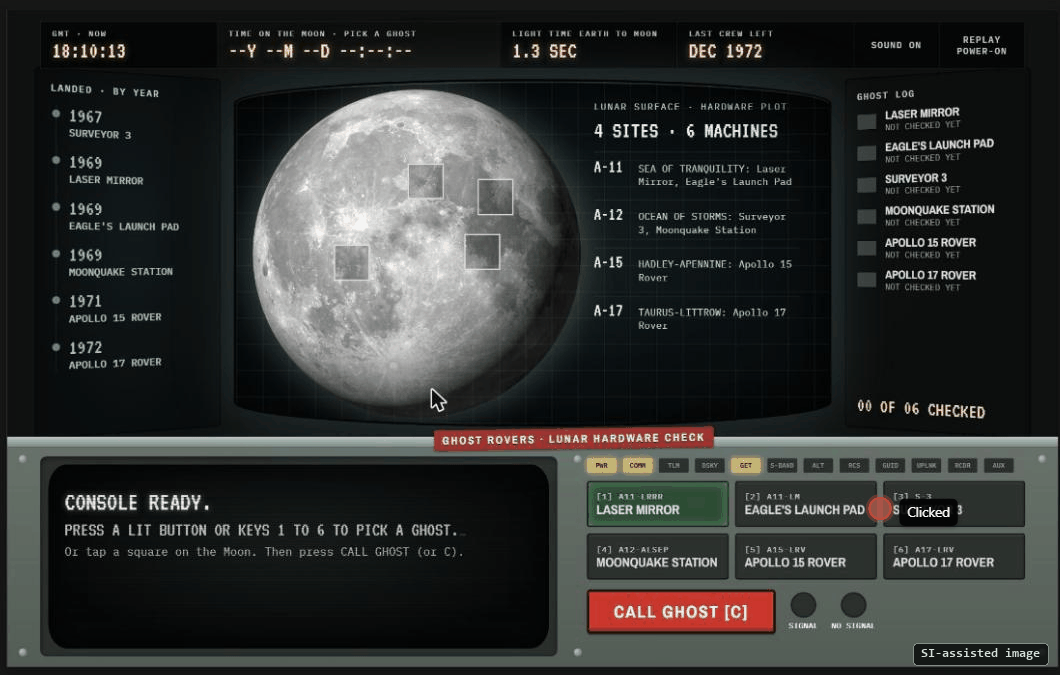 GMT · NOW
18:10:13
TIME ON THE MOON · PICK A GHOST
--Y --M --D --:--:--
LIGHT TIME EARTH TO MOON
1.3 SEC
LAST CREW LEFT
DEC 1972
SOUND ON
REPLAY
POWER-ON
LANDED · BY YEAR
1967
SURVEYOR 3
1969
LASER MIRROR
1969
EAGLE'S LAUNCH PAD
1969
MOONQUAKE STATION
1971
APOLLO 15 ROVER
1972
APOLLO 17 ROVER
LUNAR SURFACE · HARDWARE PLOT
4 SITES · 6 MACHINES
A-11 SEA OF TRANQUILITY: Laser
Mirror, Eagle's Launch Pad
A-12 OCEAN OF STORMS: Surveyor
3, Moonquake Station
A-15 HADLEY-APENNINE: Apollo 15
Rover
A-17 TAURUS-LITTROW: Apollo 17
Rover
GHOST LOG
LASER MIRROR
NOT CHECKED YET
EAGLE'S LAUNCH PAD
NOT CHECKED YET
SURVEYOR 3
NOT CHECKED YET
MOONQUAKE STATION
NOT CHECKED YET
APOLLO 15 ROVER
NOT CHECKED YET
APOLLO 17 ROVER
NOT CHECKED YET
00 OF 06 CHECKED
GHOST ROVERS · LUNAR HARDWARE CHECK
CONSOLE READY.
PRESS A LIT BUTTON OR KEYS 1 TO 6 TO PICK A GHOST.
Or tap a square on the Moon. Then press CALL GHOST (or C).
PWR COMM TLM DSKY GET S-BAND ALT RCS GUID UPLNK RCDR AUX
[1] A11-LRRR
LASER MIRROR
[2] A11-LM
EAGLE'S LAUNCH PAD
[3] S-3
S 3
Clicked
[4] A12-ALSEP
MOONQUAKE STATION
[5] A15-LRV
APOLLO 15 ROVER
[6] A17-LRV
APOLLO 17 ROVER
CALL GHOST [C]
SIGNAL
NO SIGNAL
SI-assisted image